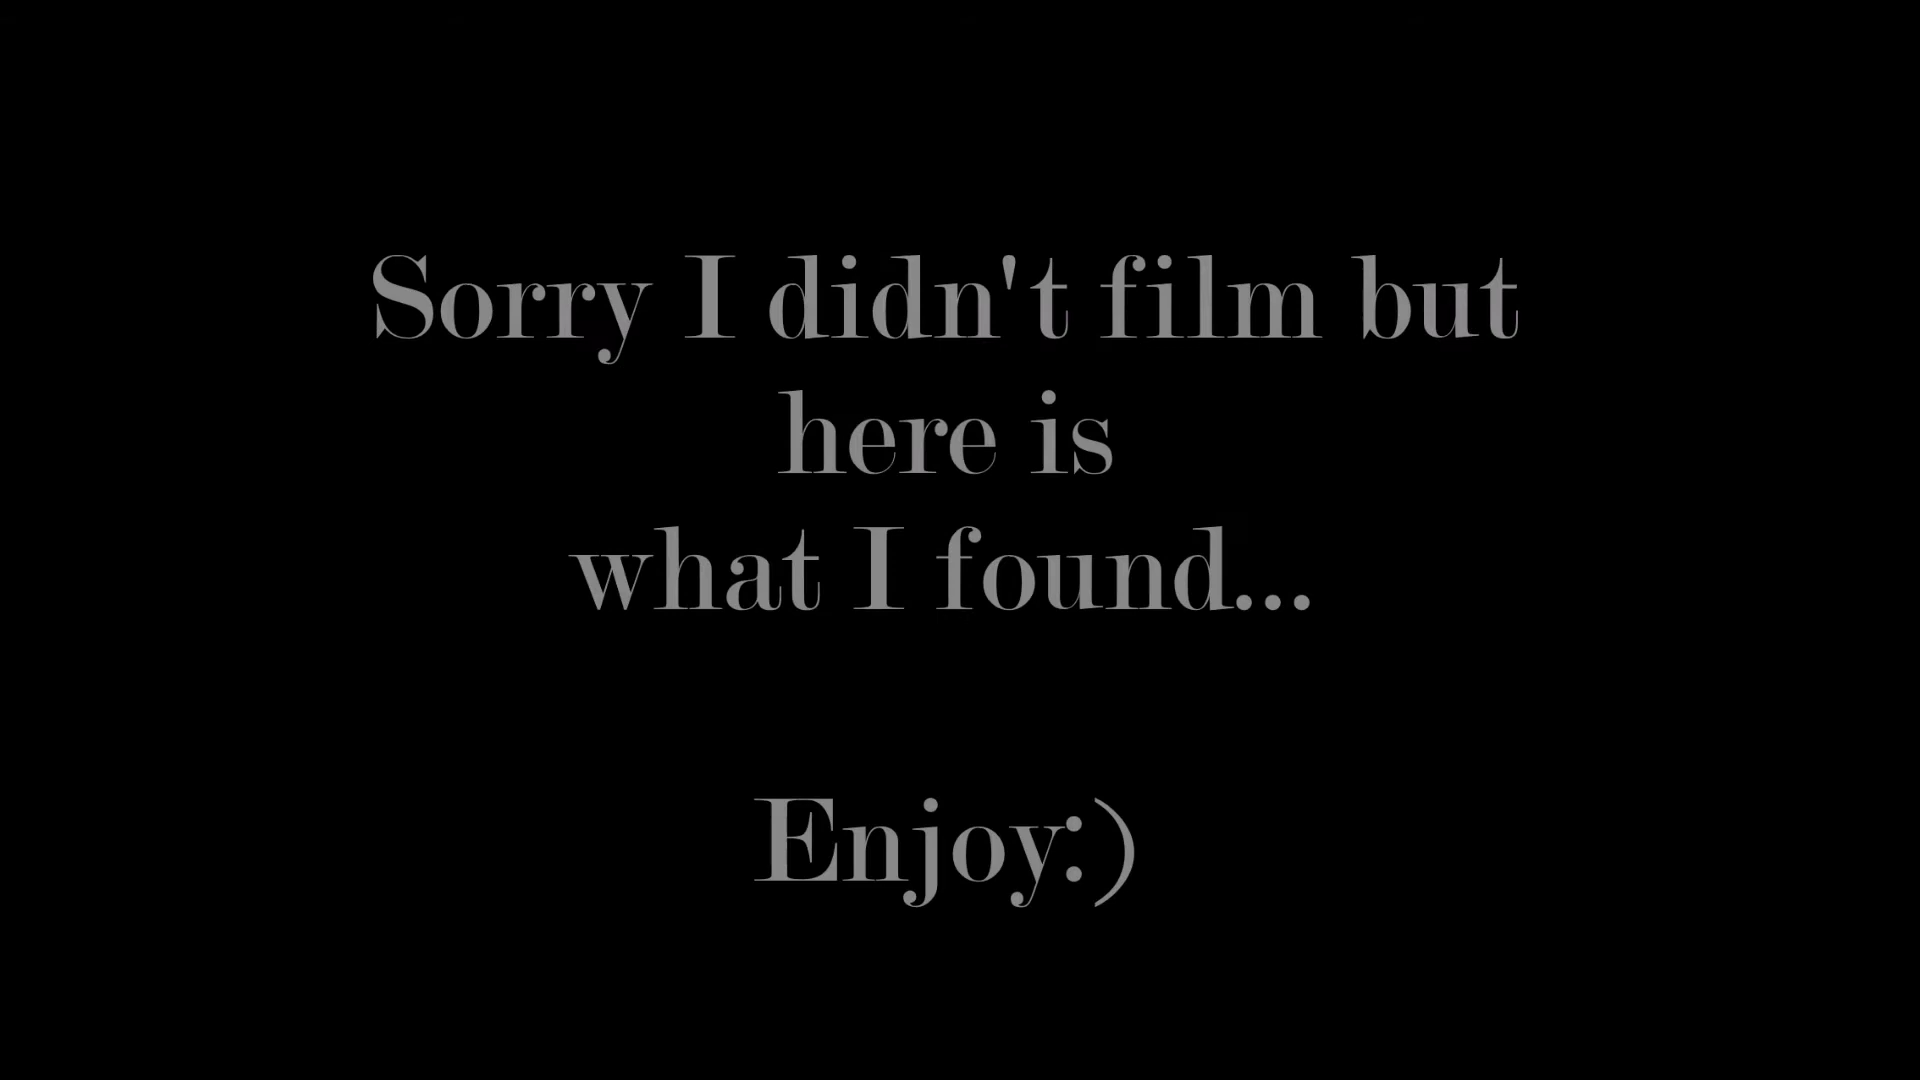 Sorry I didn't film but
here is
what I found...
Enjoy:)